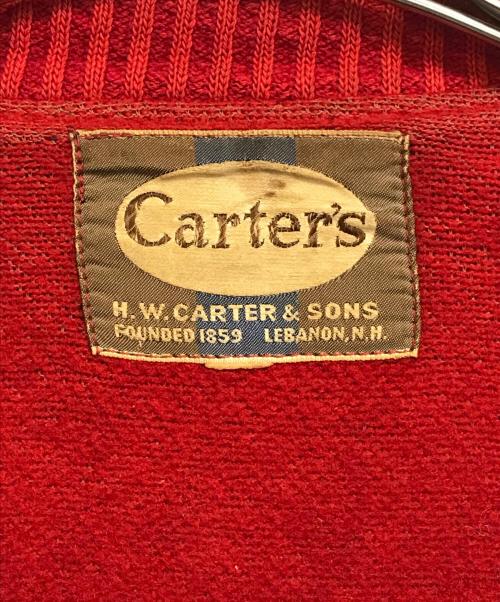 Carter's
H.W. CARTER & SONS
FOUNDED 1859 LEBANON, N.H.